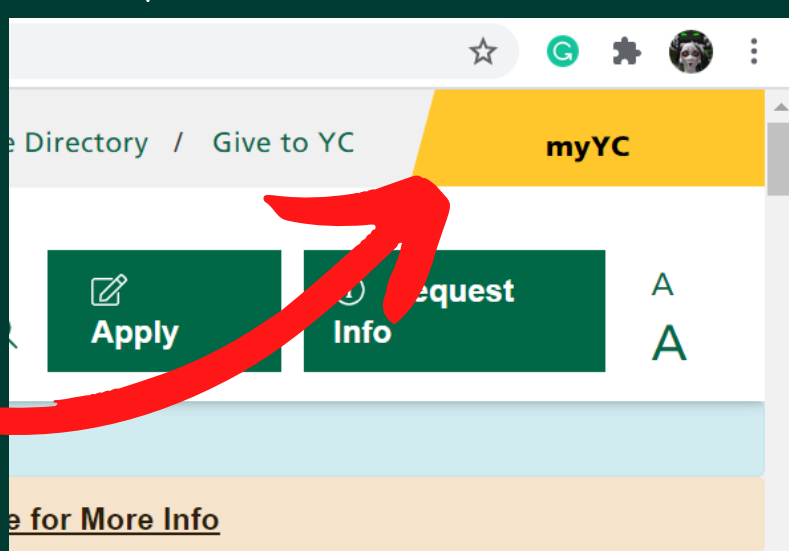 e Directory / Give to YC
myYC
Apply
equest
Info
A
A
e for More Info